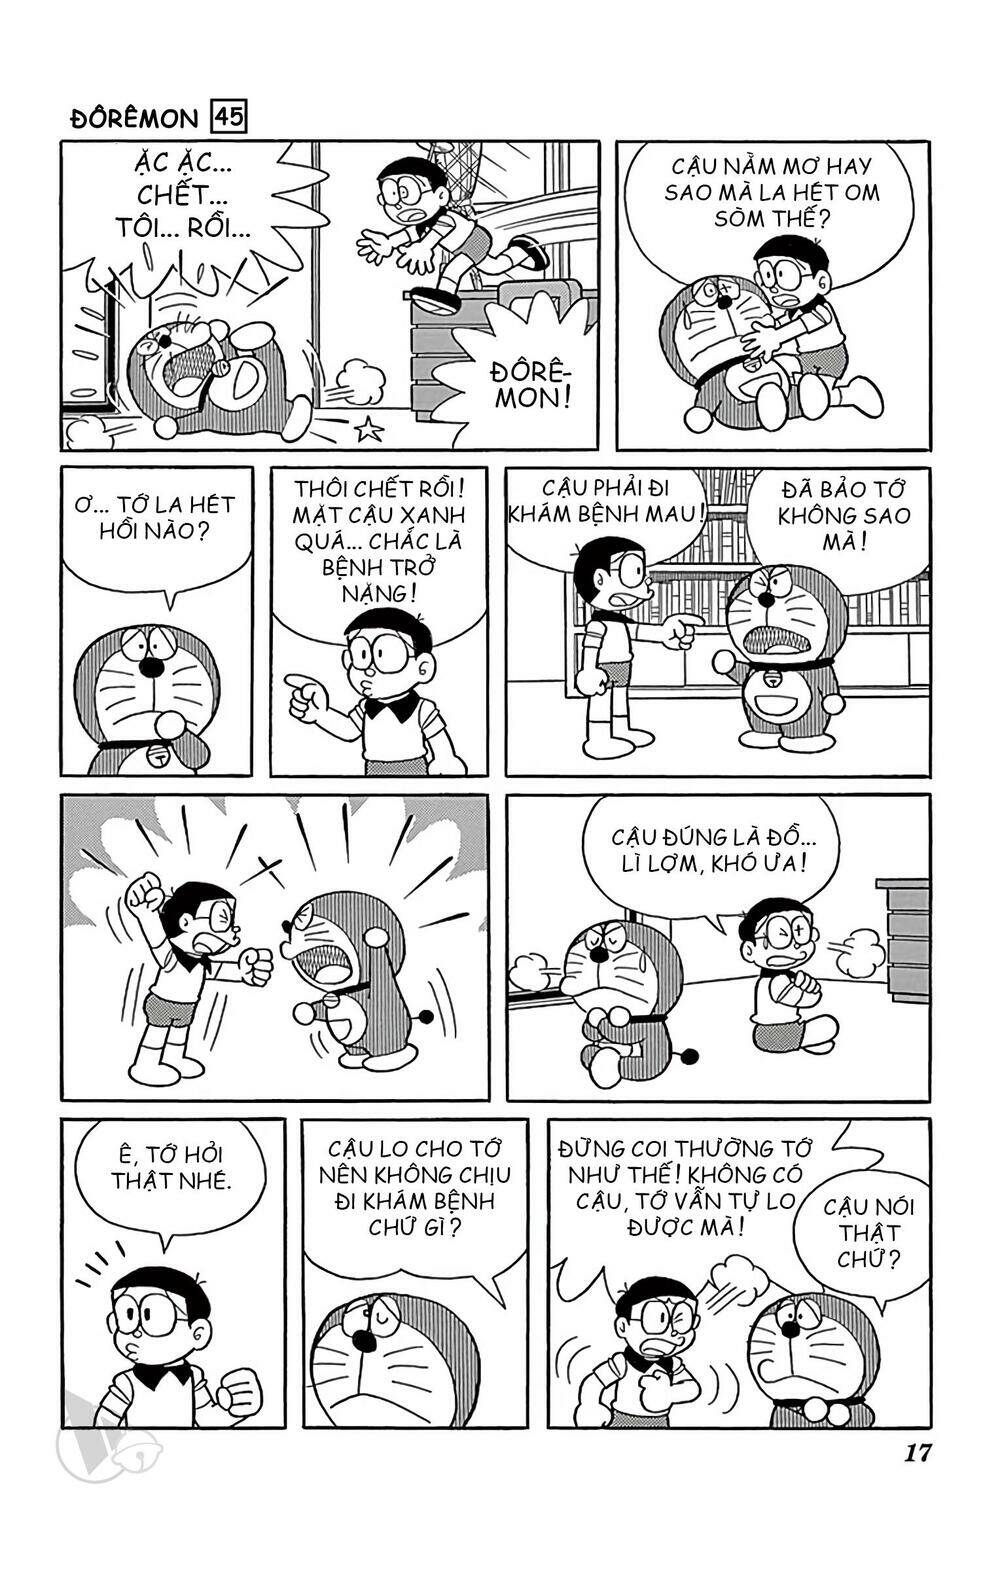 ĐÔRÊMON 45
ẶC ẶC...
CHẾT...
TÔI... RỒI...
ĐÔRÊ-
MON!
CẬU NẰM MƠ HAY
SAO MÀ LA HÉT OM
SÒM THẾ?
Ơ... TỚ LA HÉT
HỒI NÀO?
THÔI CHẾT RỒI!
MẶT CẬU XANH
QUÁ... CHẮC LÀ
BỆNH TRỞ
NẶNG!
CẬU PHẢI ĐI
KHÁM BỆNH MAU!
ĐÃ BẢO TỚ
KHÔNG SAO
MÀ!
CẬU ĐÚNG LÀ ĐỒ...
LÌ LỢM, KHÓ ƯA!
Ê, TỚ HỎI
THẬT NHÉ.
CẬU LO CHO TỚ
NÊN KHÔNG CHỊU
ĐI KHÁM BỆNH
CHỨ GÌ?
ĐỪNG COI THƯỜNG TỚ
NHƯ THẾ! KHÔNG CÓ
CẬU, TỚ VẪN TỰ LO
ĐƯỢC MÀ!
CẬU NÓI
THẬT
CHỨ?
17